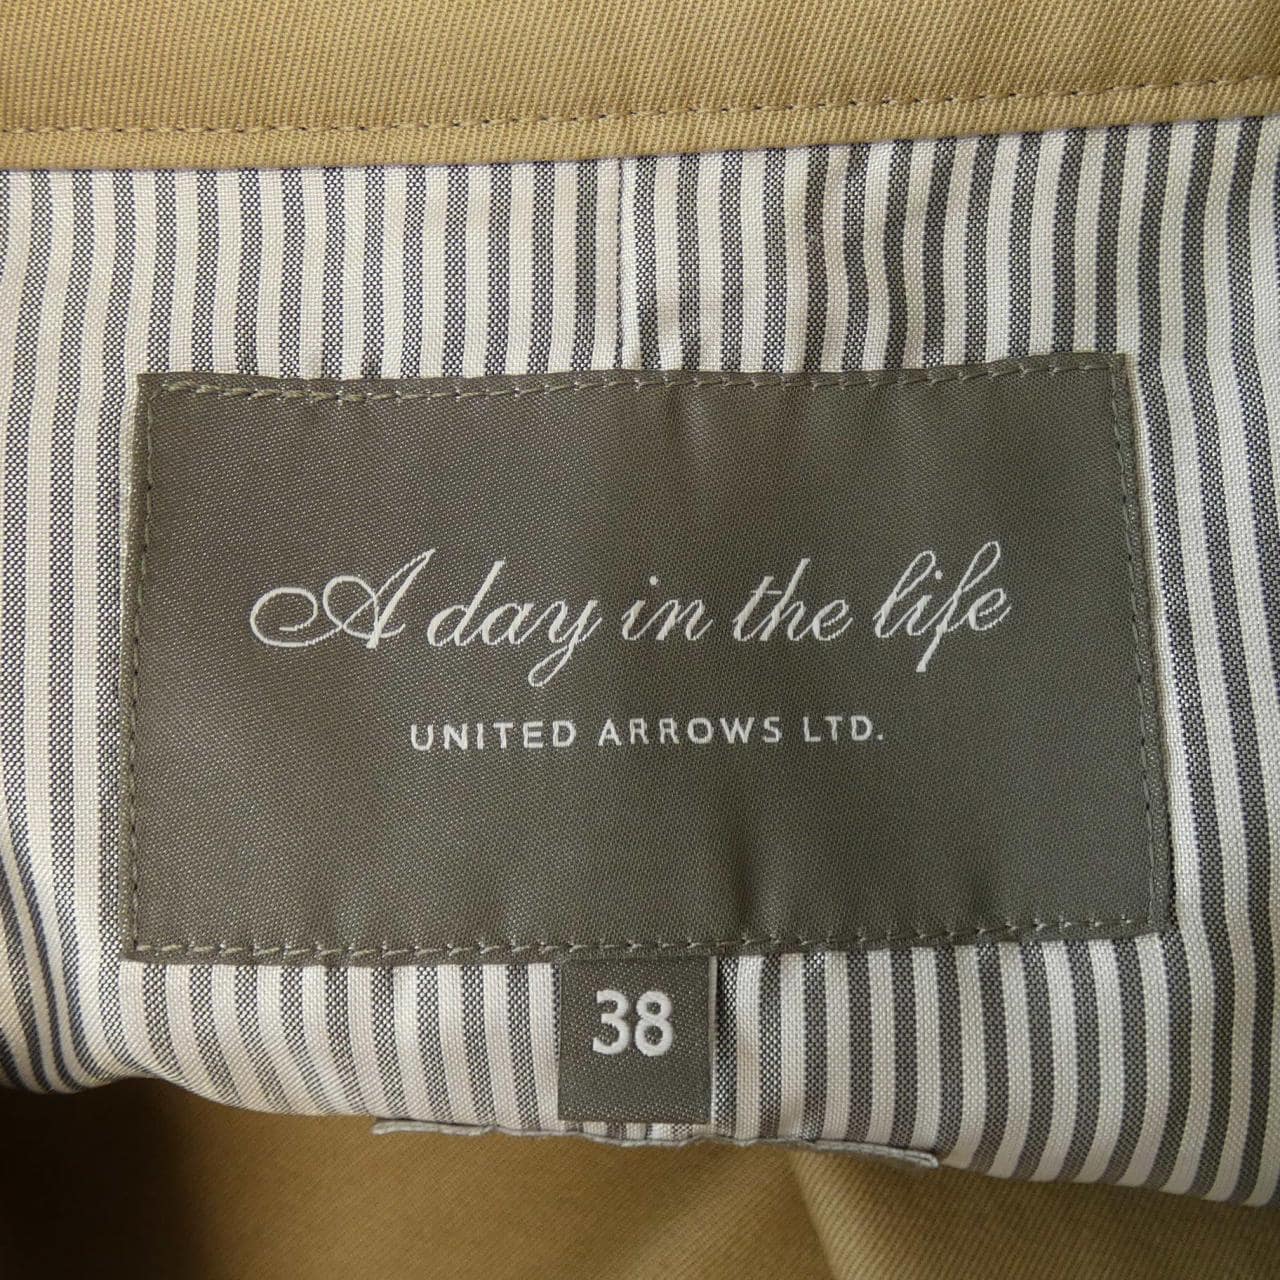 A day in the life
UNITED ARROWS LTD.
38